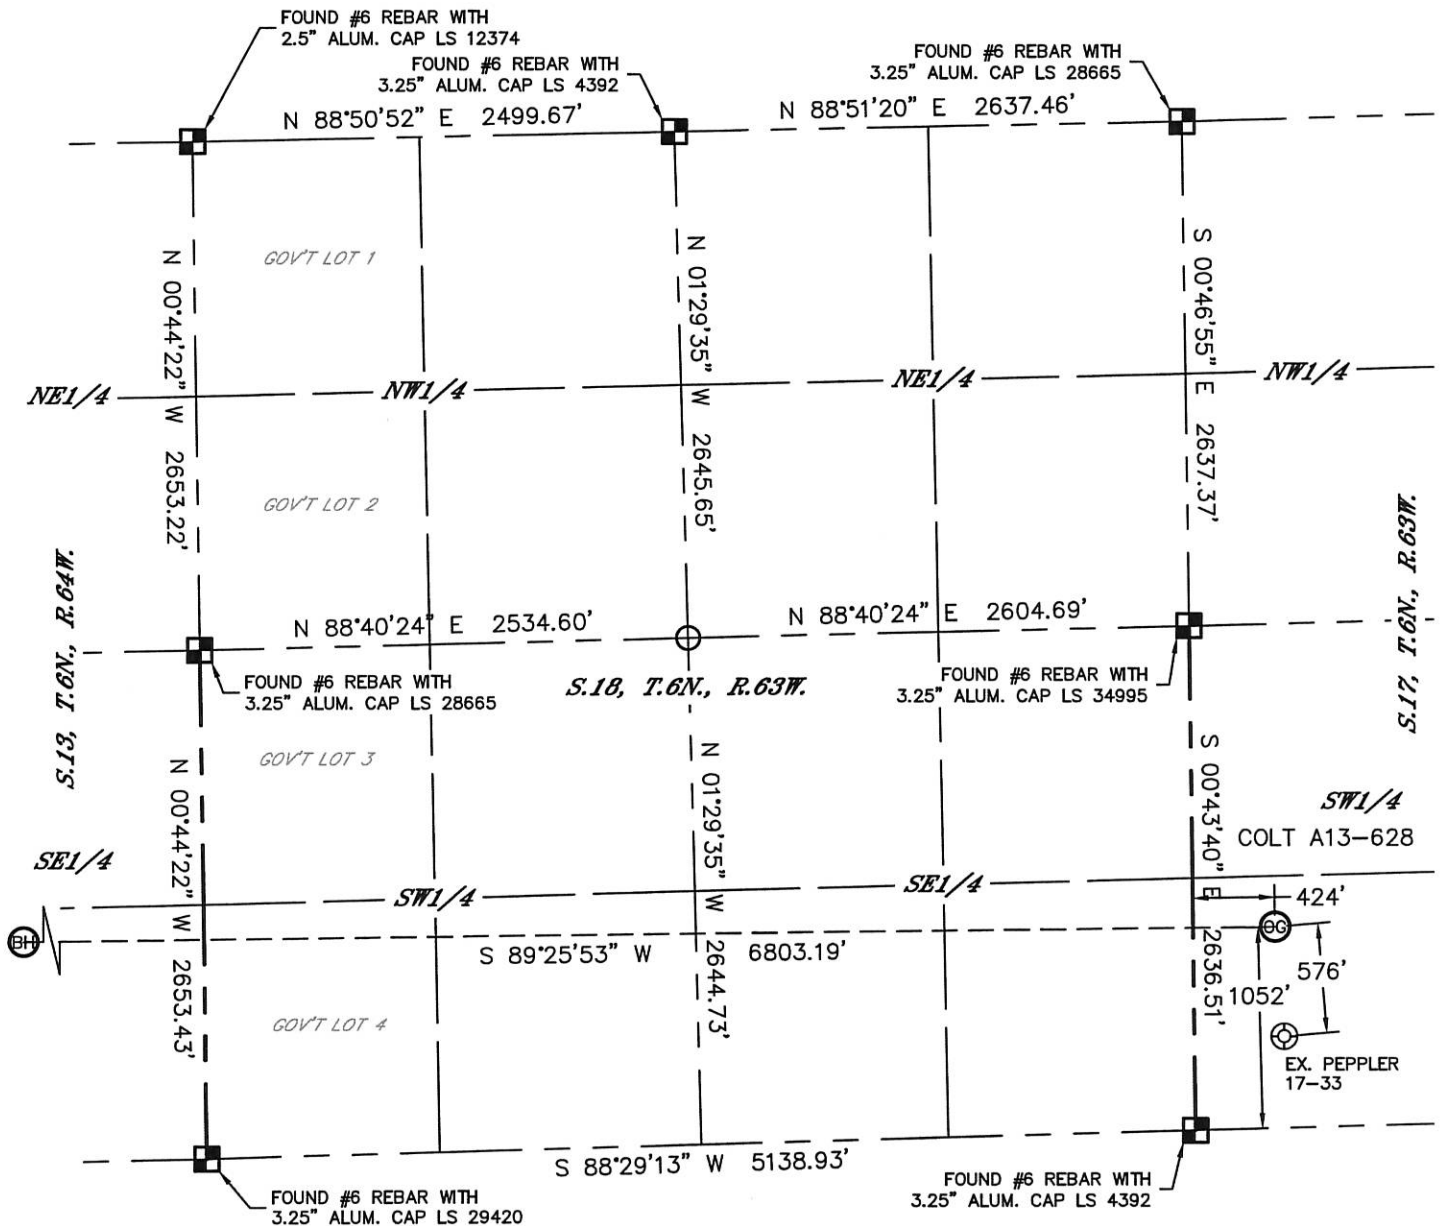 FOUND #6 REBAR WITH
2.5" ALUM. CAP LS 12374
FOUND #6 REBAR WITH
3.25" ALUM. CAP LS 4392
FOUND #6 REBAR WITH
3.25" ALUM. CAP LS 28665
N 88°50'52" E 2499.67'
N 88°51'20" E 2637.46'
GOV'T LOT 1
N 00°44'22" W 2653.22'
N 01°29'35" W 2645.65'
S 00°46'55" E 2637.37'
NE1/4
NW1/4
NE1/4
NW1/4
GOV'T LOT 2
S.13, T.6N., R.64W.
S.17, T.6N., R.63W.
N 88°40'24" E 2534.60'
N 88°40'24" E 2604.69'
FOUND #6 REBAR WITH
3.25" ALUM. CAP LS 28665
S.18, T.6N., R.63W.
FOUND #6 REBAR WITH
3.25" ALUM. CAP LS 34995
GOV'T LOT 3
N 00°44'22" W 2653.43'
N 01°29'35" W 2644.73'
S 00°43'40" E 2636.51'
SW1/4
COLT A13-628
SE1/4
SW1/4
SE1/4
424'
BH
OG
S 89°25'53" W 6803.19'
576'
1052'
GOV'T LOT 4
EX. PEPPLER
17-33
S 88°29'13" W 5138.93'
FOUND #6 REBAR WITH
3.25" ALUM. CAP LS 29420
FOUND #6 REBAR WITH
3.25" ALUM. CAP LS 4392